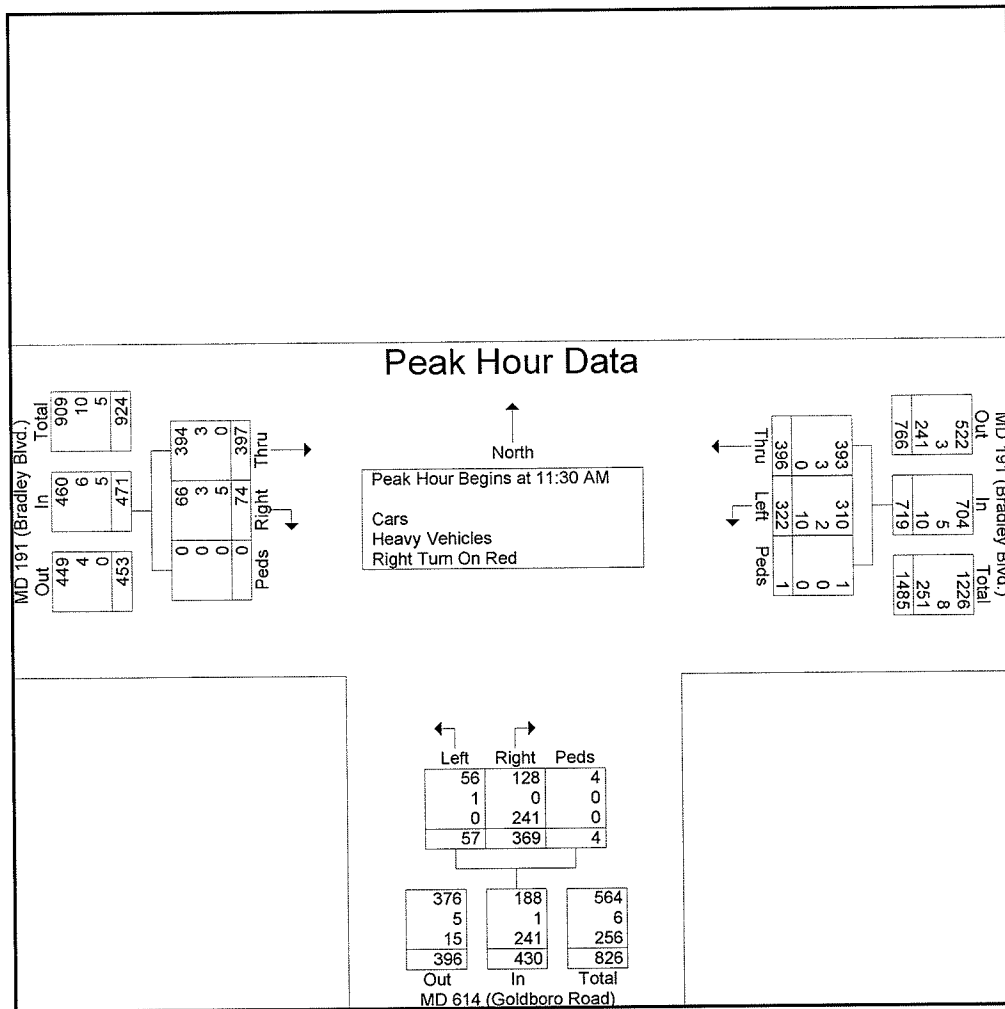 Peak Hour Data
North
Peak Hour Begins at 11:30 AM
Cars
Heavy Vehicles
Right Turn On Red
MD 191 (Bradley Blvd.)
Out In Total
449 460 909
4 6 10
0 5 5
453 471 924
Peds Right Thru
0 66 394
0 3 3
0 5 0
0 74 397
MD 191 (Bradley Blvd.)
Out In Total
522 704 1226
3 5 8
241 10 251
766 719 1485
393 310 1
3 2 0
0 10 0
396 322 1
Thru Left Peds
Left Right Peds
56 128 4
1 0 0
0 241 0
57 369 4
376 188 564
5 1 6
15 241 256
396 430 826
Out In Total
MD 614 (Goldboro Road)